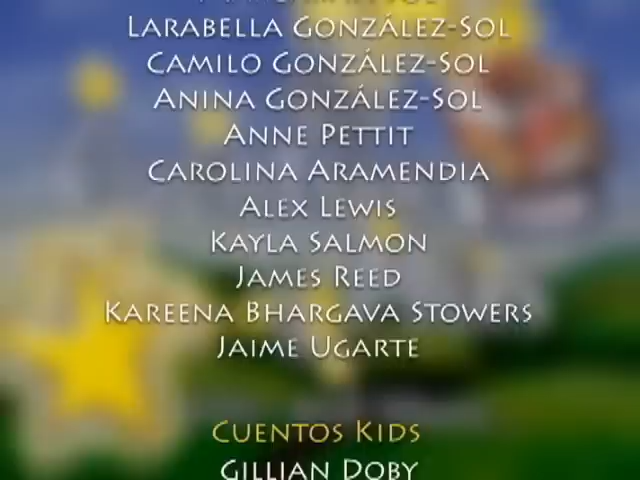 LARABELLA GONZÁLEZ-SOL
CAMILO GONZÁLEZ-SOL
ANINA GONZÁLEZ-SOL
ANNE PETTIT
CAROLINA ARAMENDIA
ALEX LEWIS
KAYLA SALMON
JAMES REED
KAREENA BHARGAVA STOWERS
JAIME UGARTE
CUENTOS KIDS
GILLIAN DOBY